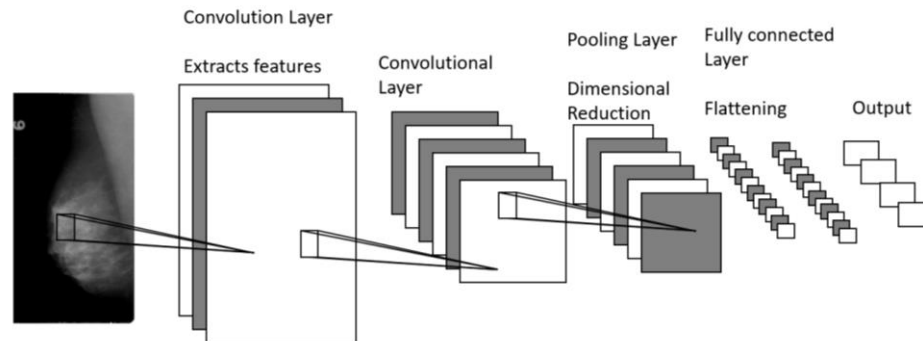 Convolution Layer
Extracts features
Convolutional
Layer
Pooling Layer
Dimensional
Reduction
Fully connected
Layer
Flattening
Output